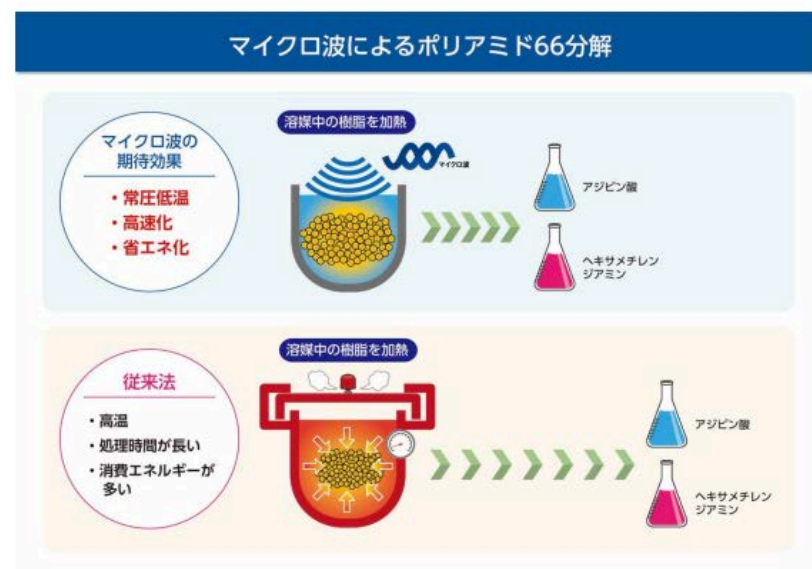 マイクロ波によるポリアミド66分解
マイクロ波の
期待効果
・常圧低温
・高速化
・省エネ化
溶媒中の樹脂を加熱
マイクロ波
アジピン酸
ヘキサメチレン
ジアミン
従来法
・高温
・処理時間が長い
・消費エネルギーが
多い
溶媒中の樹脂を加熱
アジピン酸
ヘキサメチレン
ジアミン